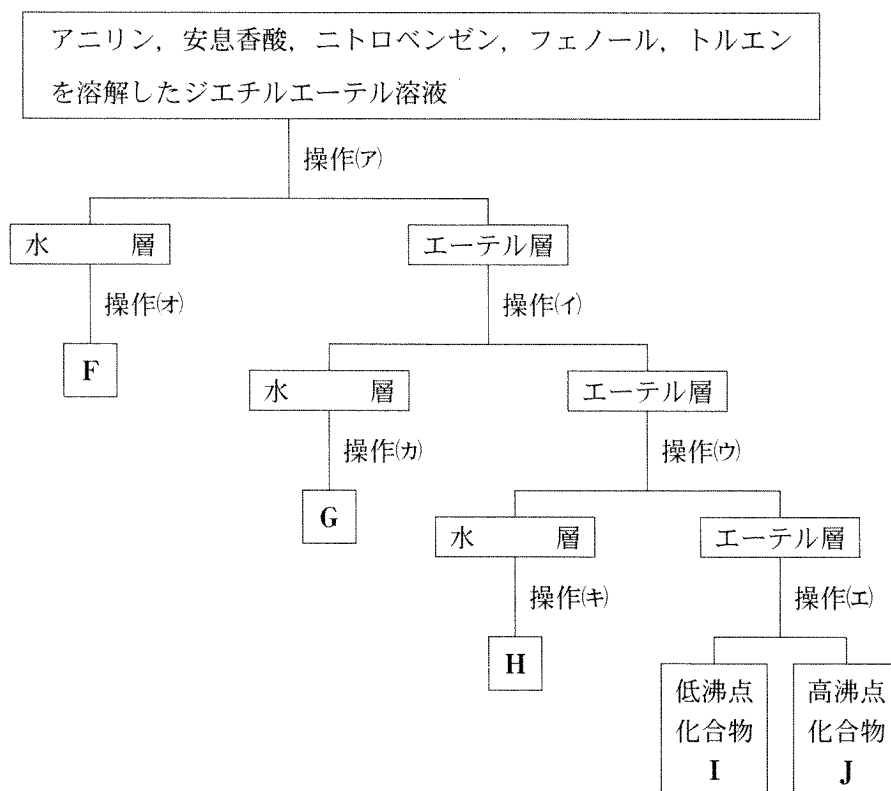 アニリン，安息香酸，ニトロベンゼン，フェノール，トルエン
を溶解したジエチルエーテル溶液
操作(ア)
水　層
エーテル層
操作(オ)
操作(イ)
F
水　層
エーテル層
操作(カ)
操作(ウ)
G
水　層
エーテル層
操作(キ)
操作(エ)
H
低沸点
化合物
I
高沸点
化合物
J